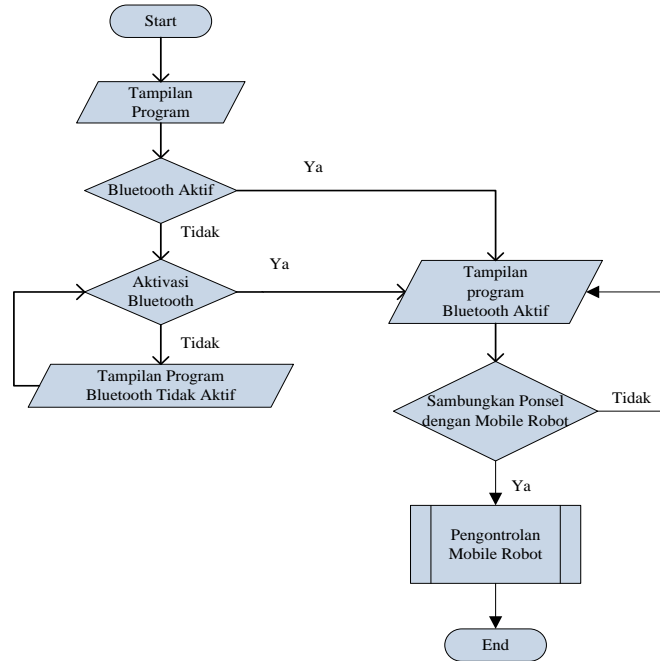 Start
Tampilan
Program
Bluetooth Aktif
Ya
Tidak
Aktivasi
Bluetooth
Ya
Tampilan
program
Bluetooth Aktif
Tidak
Tampilan Program
Bluetooth Tidak Aktif
Sambungkan Ponsel
dengan Mobile Robot
Tidak
Ya
Pengontrolan
Mobile Robot
End